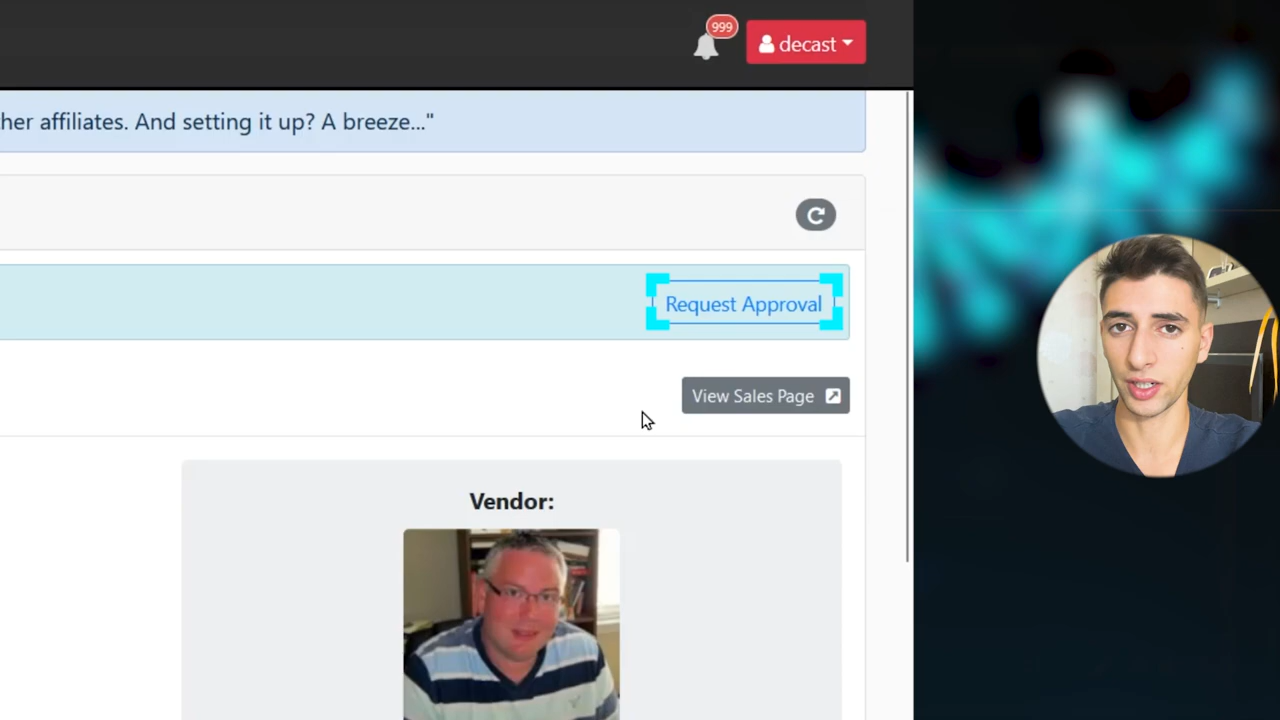 999
decast
her affiliates. And setting it up? A breeze..."
Request Approval
View Sales Page
Vendor: